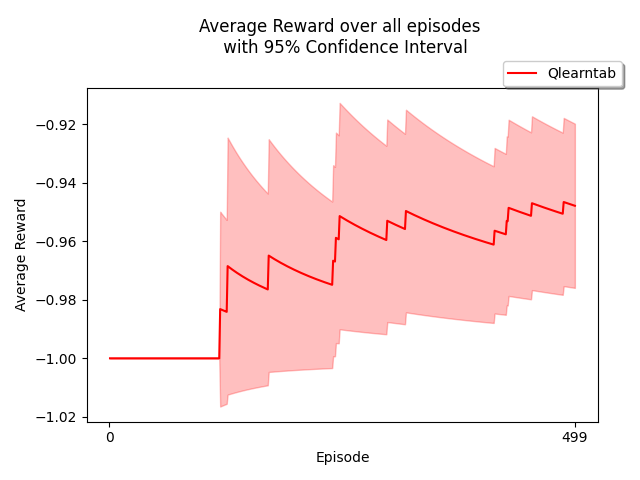 Average Reward over all episodes
with 95% Confidence Interval
Qlearntab
−0.92
−0.94
−0.96
−0.98
−1.00
−1.02
Average Reward
0
499
Episode